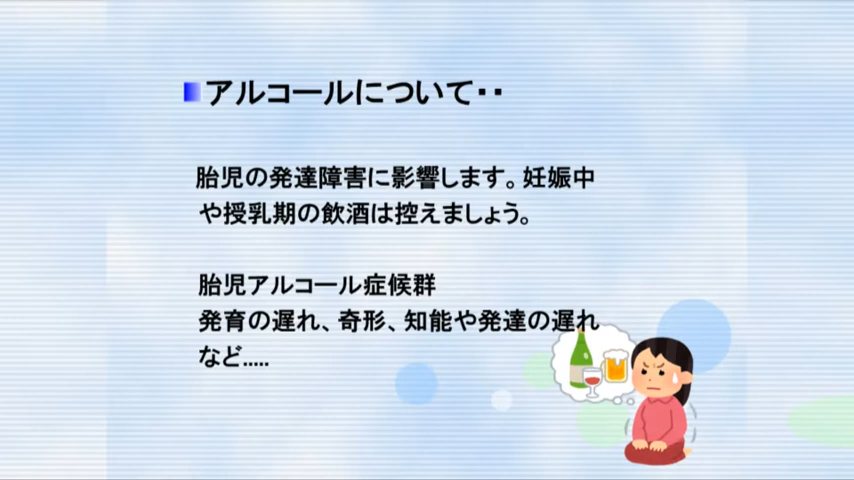 アルコールについて・・
胎児の発達障害に影響します。妊娠中
や授乳期の飲酒は控えましょう。
胎児アルコール症候群
発育の遅れ、奇形、知能や発達の遅れ
など.....